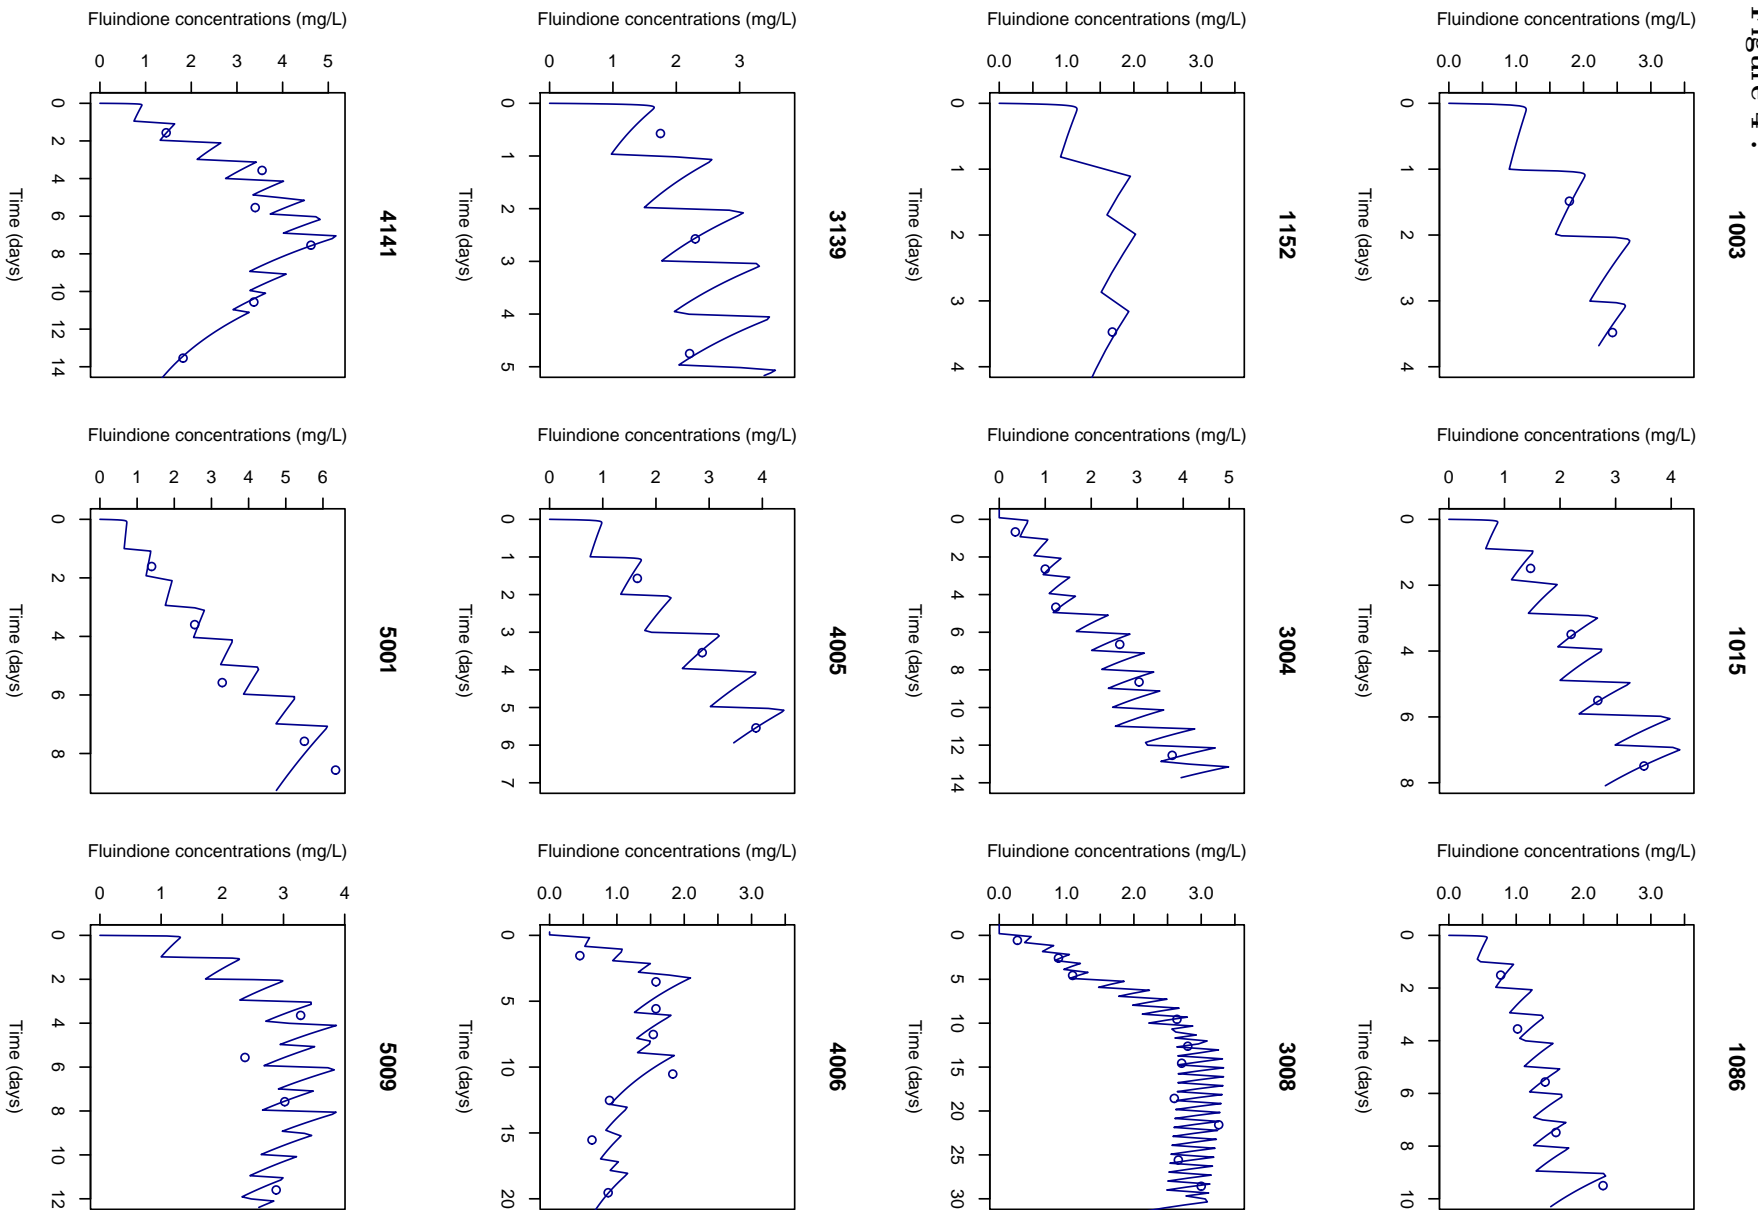 Figure 4 :
1003
Fluindione concentrations (mg/L)
0.0 1.0 2.0 3.0
0 1 2 3 4
Time (days)
1015
Fluindione concentrations (mg/L)
0 1 2 3 4
0 2 4 6 8
Time (days)
1086
Fluindione concentrations (mg/L)
0.0 1.0 2.0 3.0
0 2 4 6 8 10
Time (days)
1152
Fluindione concentrations (mg/L)
0.0 1.0 2.0 3.0
0 1 2 3 4
Time (days)
3004
Fluindione concentrations (mg/L)
0 1 2 3 4 5
0 2 4 6 8 10 12 14
Time (days)
3008
Fluindione concentrations (mg/L)
0.0 1.0 2.0 3.0
0 5 10 15 20 25 30
Time (days)
3139
Fluindione concentrations (mg/L)
0 1 2 3
0 1 2 3 4 5
Time (days)
4005
Fluindione concentrations (mg/L)
0 1 2 3 4
0 1 2 3 4 5 6 7
Time (days)
4006
Fluindione concentrations (mg/L)
0.0 1.0 2.0 3.0
0 5 10 15 20
Time (days)
4141
Fluindione concentrations (mg/L)
0 1 2 3 4 5
0 2 4 6 8 10 12 14
Time (days)
5001
Fluindione concentrations (mg/L)
0 1 2 3 4 5 6
0 2 4 6 8
Time (days)
5009
Fluindione concentrations (mg/L)
0 1 2 3 4
0 2 4 6 8 10 12
Time (days)